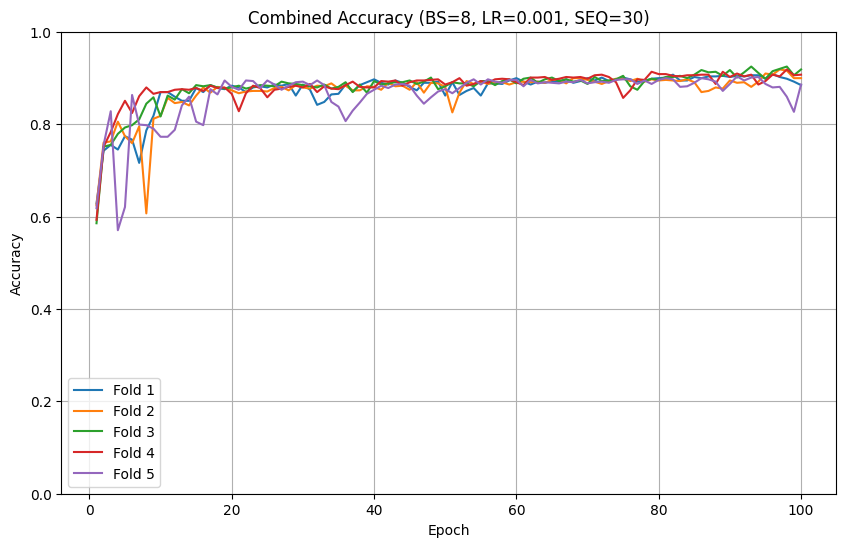 Combined Accuracy (BS=8, LR=0.001, SEQ=30)
1.0
0.8
0.6
0.4
0.2
0.0
Accuracy
Fold 1
Fold 2
Fold 3
Fold 4
Fold 5
0 20 40 60 80 100
Epoch